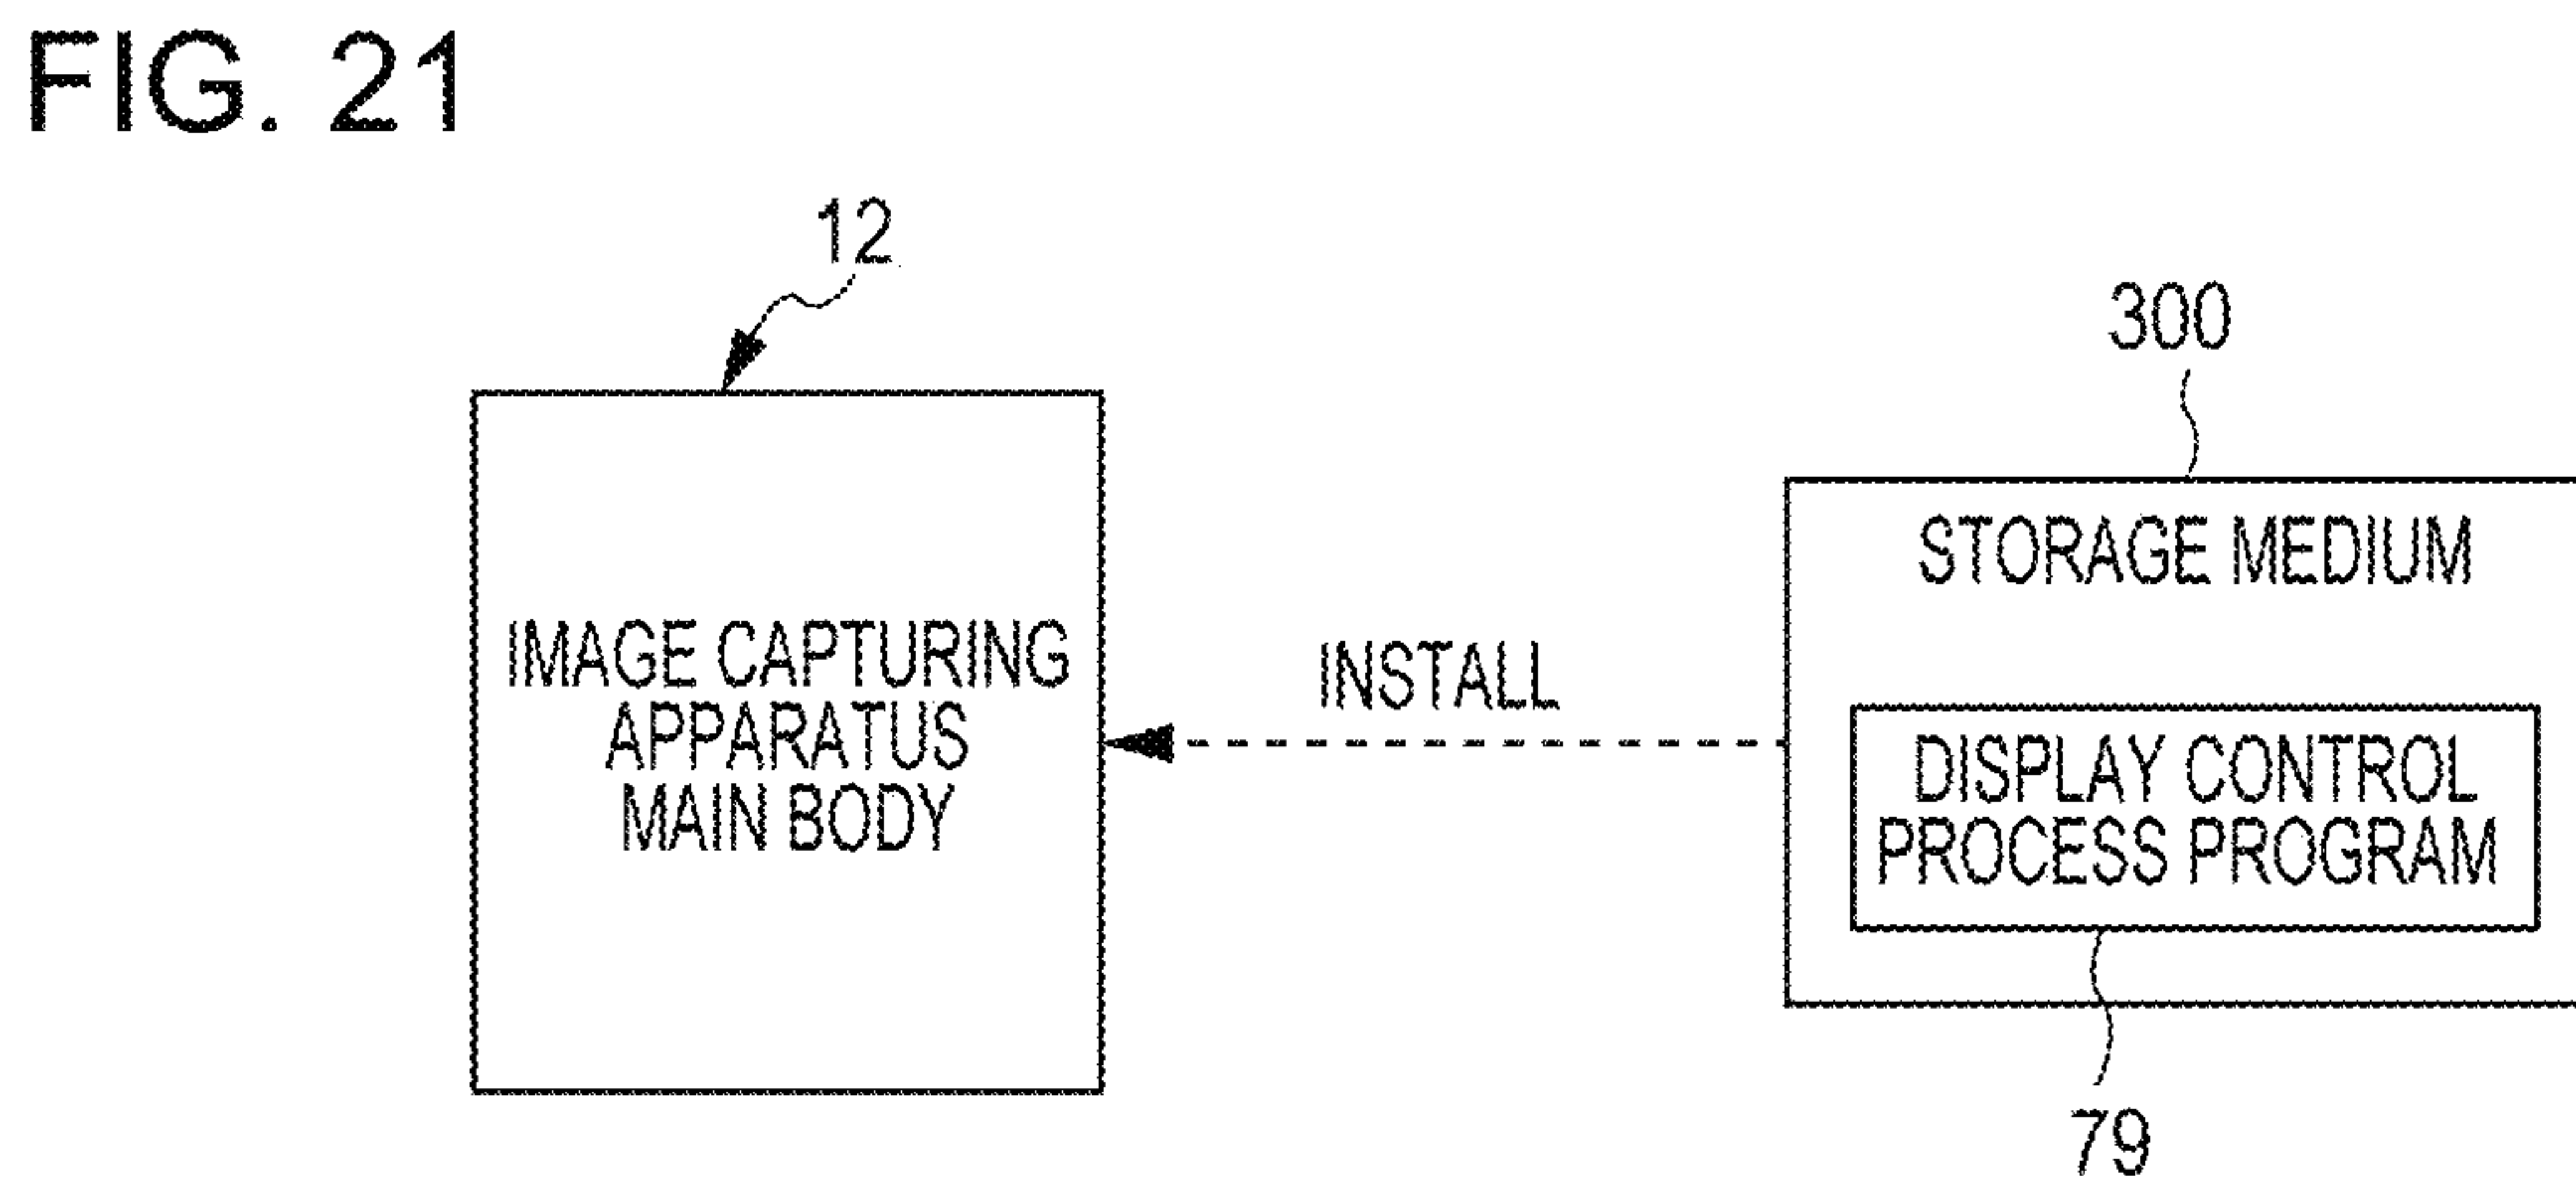 FIG. 21
12
300
STORAGE MEDIUM
IMAGE CAPTURING
APPARATUS
MAIN BODY
INSTALL
DISPLAY CONTROL
PROCESS PROGRAM
79